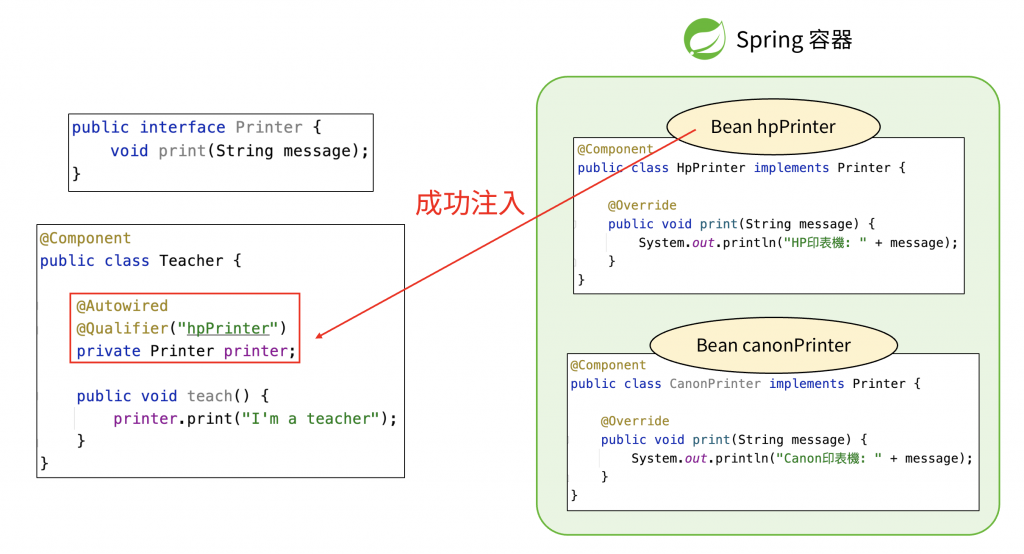 Spring 容器
public interface Printer {
    void print(String message);
}
成功注入
@Component
public class Teacher {
    @Autowired
    @Qualifier("hpPrinter")
    private Printer printer;
    public void teach() {
        printer.print("I'm a teacher");
    }
}
Bean hpPrinter
@Component
public class HpPrinter implements Printer {
    @Override
    public void print(String message) {
        System.out.println("HP印表機: " + message);
    }
}
Bean canonPrinter
@Component
public class CanonPrinter implements Printer {
    @Override
    public void print(String message) {
        System.out.println("Canon印表機: " + message);
    }
}